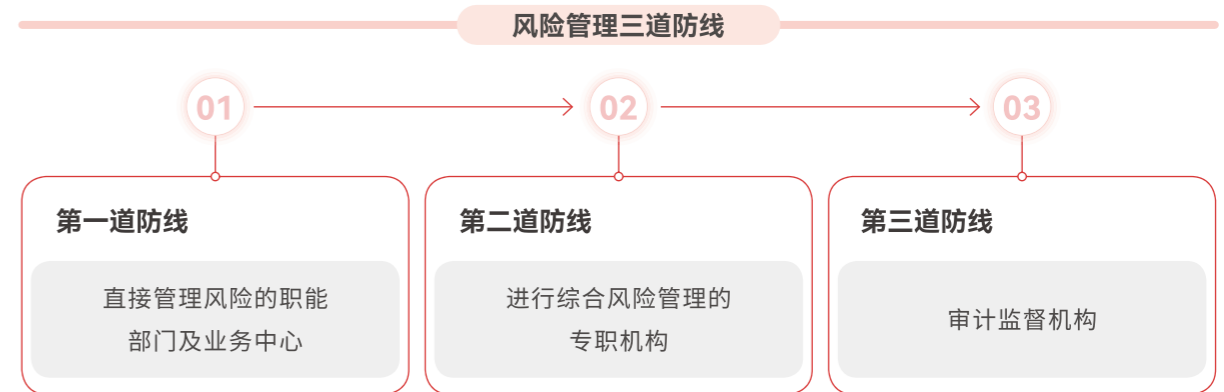 风险管理三道防线
01
02
03
第一道防线
直接管理风险的职能
部门及业务中心
第二道防线
进行综合风险管理的
专职机构
第三道防线
审计监督机构